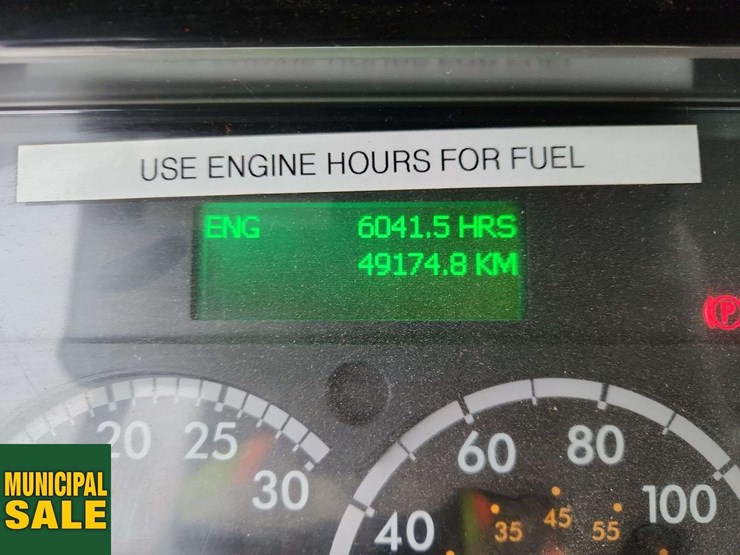 USE ENGINE HOURS FOR FUEL
ENG 6041.5 HRS
49174.8 KM
P
20 25 30
40 60 80 100
35 45 55
MUNICIPAL
SALE